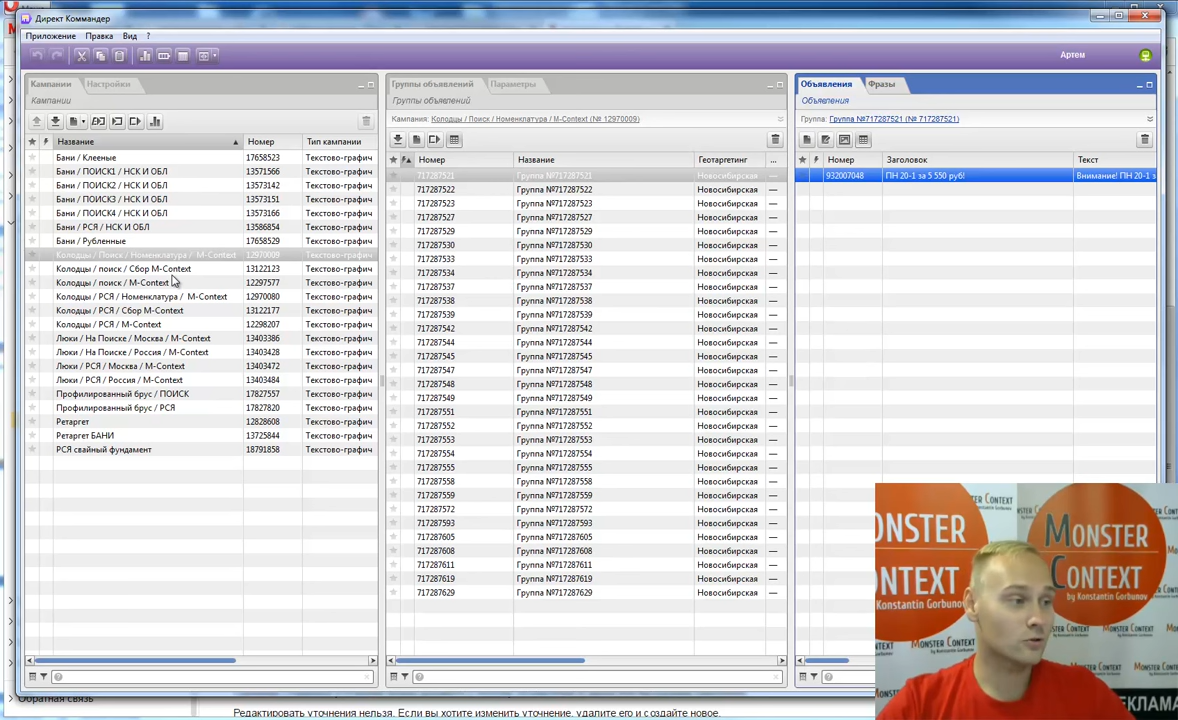 Директ Коммандер
Приложение Правка Вид ?
Артем
Кампании Настройки
Кампании
Название Номер Тип кампании
Бани / Клееные 17658523 Текстово-графич
Бани / ПОИСК1 / НСК И ОБЛ 13571566 Текстово-графич
Бани / ПОИСК2 / НСК И ОБЛ 13573142 Текстово-графич
Бани / ПОИСК3 / НСК И ОБЛ 13573151 Текстово-графич
Бани / ПОИСК4 / НСК И ОБЛ 13573166 Текстово-графич
Бани / РСЯ / НСК И ОБЛ 13586854 Текстово-графич
Бани / Рубленные 17658529 Текстово-графич
Колодцы / Поиск / Номенклатура / M-Context 12970009 Текстово-графич
Колодцы / поиск / Сбор M-Context 13122123 Текстово-графич
Колодцы / поиск / M-Context 12297577 Текстово-графич
Колодцы / РСЯ / Номенклатура / M-Context 12970080 Текстово-графич
Колодцы / РСЯ / Сбор M-Context 13122177 Текстово-графич
Колодцы / РСЯ / M-Context 12298207 Текстово-графич
Люки / На Поиске / Москва / M-Context 13403386 Текстово-графич
Люки / На Поиске / Россия / M-Context 13403428 Текстово-графич
Люки / РСЯ / Москва / M-Context 13403472 Текстово-графич
Люки / РСЯ / Россия / M-Context 13403484 Текстово-графич
Профилированный брус / ПОИСК 17827557 Текстово-графич
Профилированный брус / РСЯ 17827820 Текстово-графич
Ретаргет 12828608 Текстово-графич
Ретаргет БАНИ 13725844 Текстово-графич
РСЯ свайный фундамент 18791858 Текстово-графич
Группы объявлений Параметры
Группы объявлений
Кампания: Колодцы / Поиск / Номенклатура / M-Context (№ 12970009)
Номер Название Геотаргетинг ...
717287521 Группа №717287521 Новосибирская —
717287522 Группа №717287522 Новосибирская —
717287523 Группа №717287523 Новосибирская —
717287527 Группа №717287527 Новосибирская —
717287529 Группа №717287529 Новосибирская —
717287530 Группа №717287530 Новосибирская —
717287533 Группа №717287533 Новосибирская —
717287534 Группа №717287534 Новосибирская —
717287537 Группа №717287537 Новосибирская —
717287538 Группа №717287538 Новосибирская —
717287539 Группа №717287539 Новосибирская —
717287542 Группа №717287542 Новосибирская —
717287544 Группа №717287544 Новосибирская —
717287545 Группа №717287545 Новосибирская —
717287547 Группа №717287547 Новосибирская —
717287548 Группа №717287548 Новосибирская —
717287549 Группа №717287549 Новосибирская —
717287551 Группа №717287551 Новосибирская —
717287552 Группа №717287552 Новосибирская —
717287553 Группа №717287553 Новосибирская —
717287554 Группа №717287554 Новосибирская —
717287555 Группа №717287555 Новосибирская —
717287558 Группа №717287558 Новосибирская —
717287559 Группа №717287559 Новосибирская —
717287572 Группа №717287572 Новосибирская —
717287593 Группа №717287593 Новосибирская —
717287605 Группа №717287605 Новосибирская —
717287608 Группа №717287608 Новосибирская —
717287611 Группа №717287611 Новосибирская —
717287619 Группа №717287619 Новосибирская —
717287629 Группа №717287629 Новосибирская —
Объявления Фразы
Объявления
Группа: Группа №717287521 (№ 717287521)
Номер Заголовок Текст
932007048 ПН 20-1 за 5 550 руб! Внимание! ПН 20-1 з
ONSTER
ONTEXT
by Konstantin Gorbunov
MONSTER
CONTEXT
by Konstantin Gorbunov
Обратная связь
Редактировать уточнения нельзя. Если вы хотите изменить уточнение, удалите его и создайте новое.
ЕКЛАМА